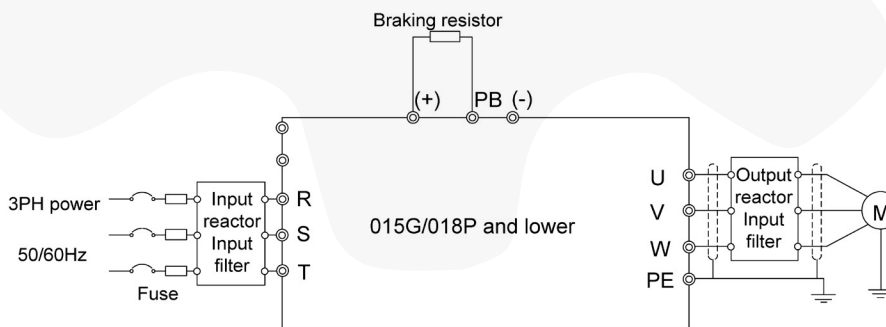 Braking resistor
(+)
PB
(-)
3PH power
50/60Hz
Fuse
Input
reactor
Input
filter
R
S
T
015G/018P and lower
U
V
W
PE
Output
reactor
Input
filter
M